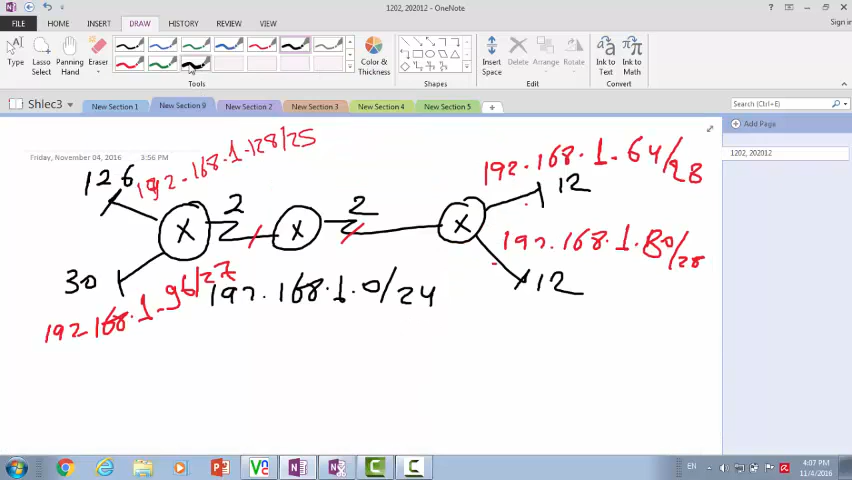 1202, 202012 - OneNote
FILE HOME INSERT DRAW HISTORY REVIEW VIEW
Sign in
Type
Lasso Select
Panning Hand
Eraser
Color & Thickness
Insert Space
Delete
Arrange
Rotate
Ink to Text
Ink to Math
Tools Shapes Edit Convert
Shlec3 New Section 1 New Section 9 New Section 2 New Section 3 New Section 4 New Section 5 +
Search (Ctrl+E)
Add Page
1202, 202012
Friday, November 04, 2016 3:56 PM
126
192.168.1.128/25
192.168.1.64/28
12
2
2
X
X
X
192.168.1.80/28
30
12
192.168.1.96/27
192.168.1.0/24
EN
4:07 PM
11/4/2016